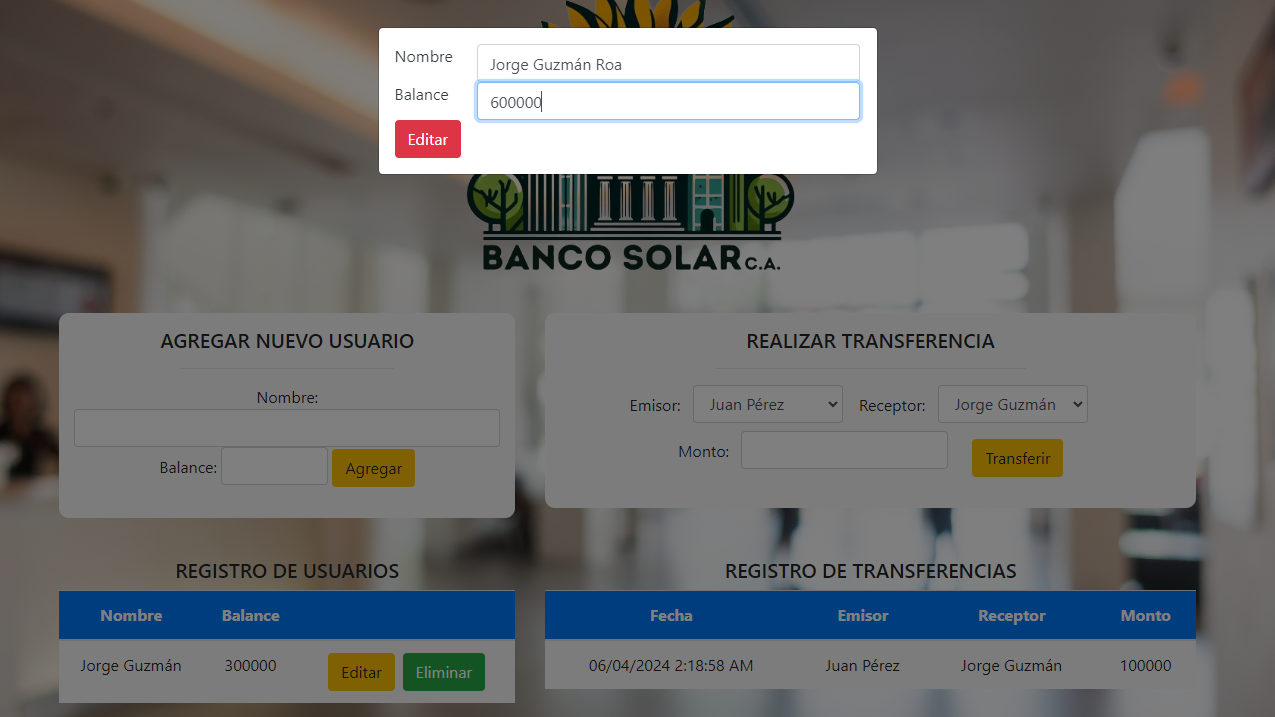 Nombre Jorge Guzmán Roa
Balance 600000
Editar
BANCO SOLAR C.A.
AGREGAR NUEVO USUARIO
Nombre:
Balance: Agregar
REALIZAR TRANSFERENCIA
Emisor: Juan Pérez Receptor: Jorge Guzmán
Monto: Transferir
REGISTRO DE USUARIOS
Nombre Balance
Jorge Guzmán 300000 Editar Eliminar
REGISTRO DE TRANSFERENCIAS
Fecha Emisor Receptor Monto
06/04/2024 2:18:58 AM Juan Pérez Jorge Guzmán 100000